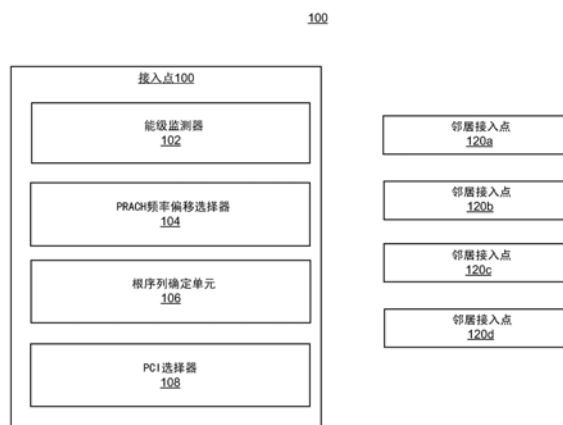 100
接入点100
能级监测器
102
PRACH频率偏移选择器
104
根序列确定单元
106
PCI选择器
108
邻居接入点
120a
邻居接入点
120b
邻居接入点
120c
邻居接入点
120d